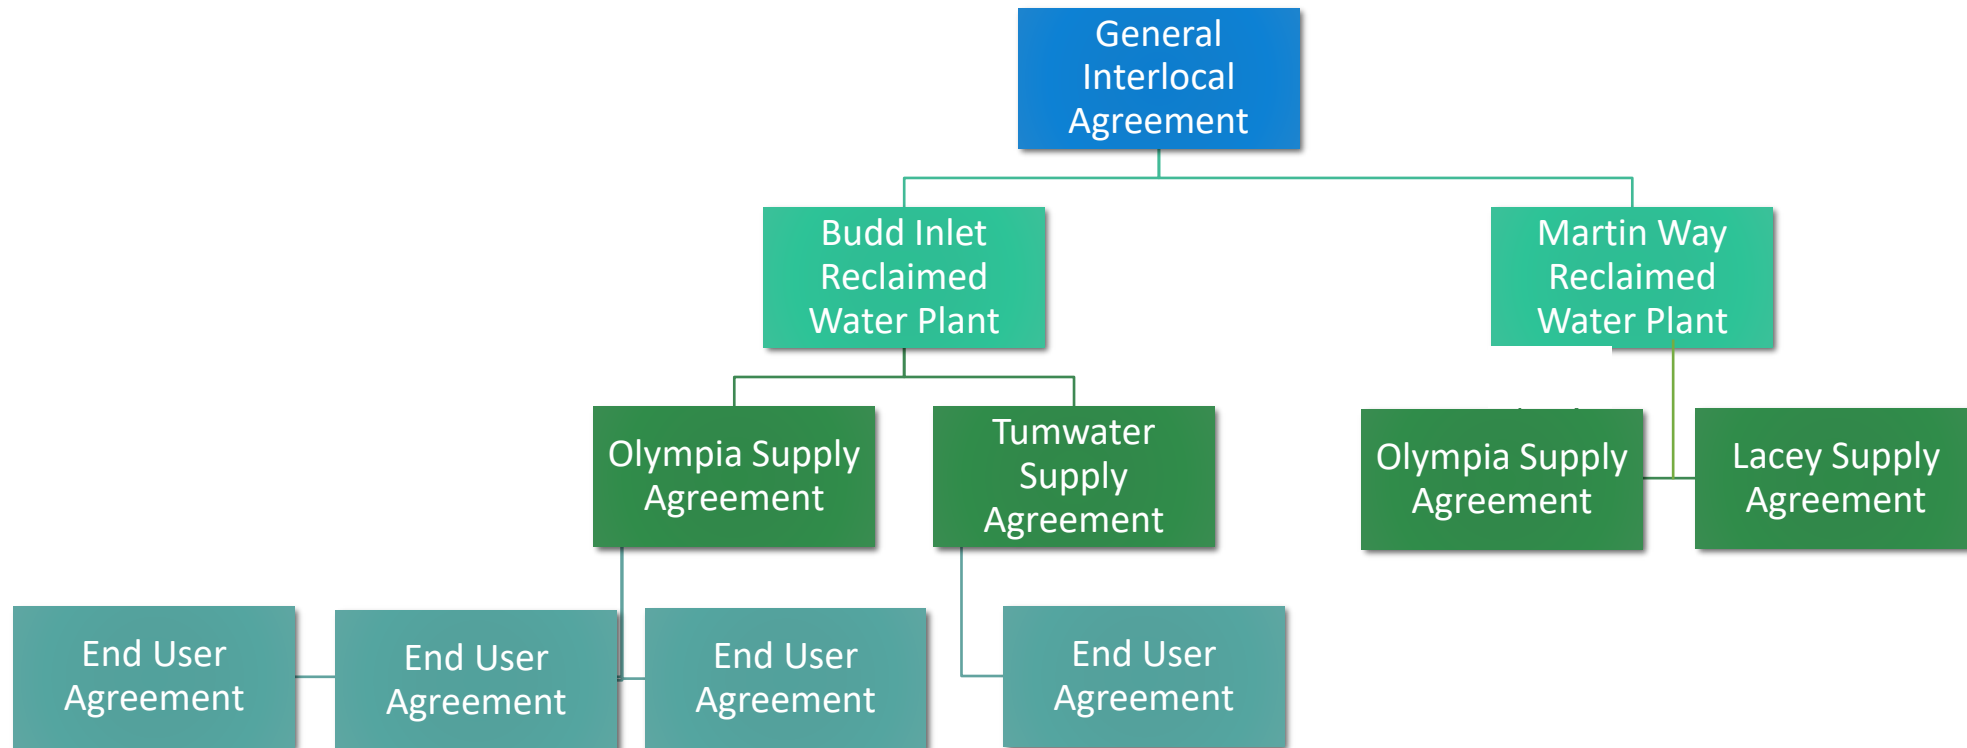 General
Interlocal
Agreement
Budd Inlet
Reclaimed
Water Plant
Martin Way
Reclaimed
Water Plant
Olympia Supply
Agreement
Tumwater
Supply
Agreement
Olympia Supply
Agreement
Lacey Supply
Agreement
End User
Agreement
End User
Agreement
End User
Agreement
End User
Agreement